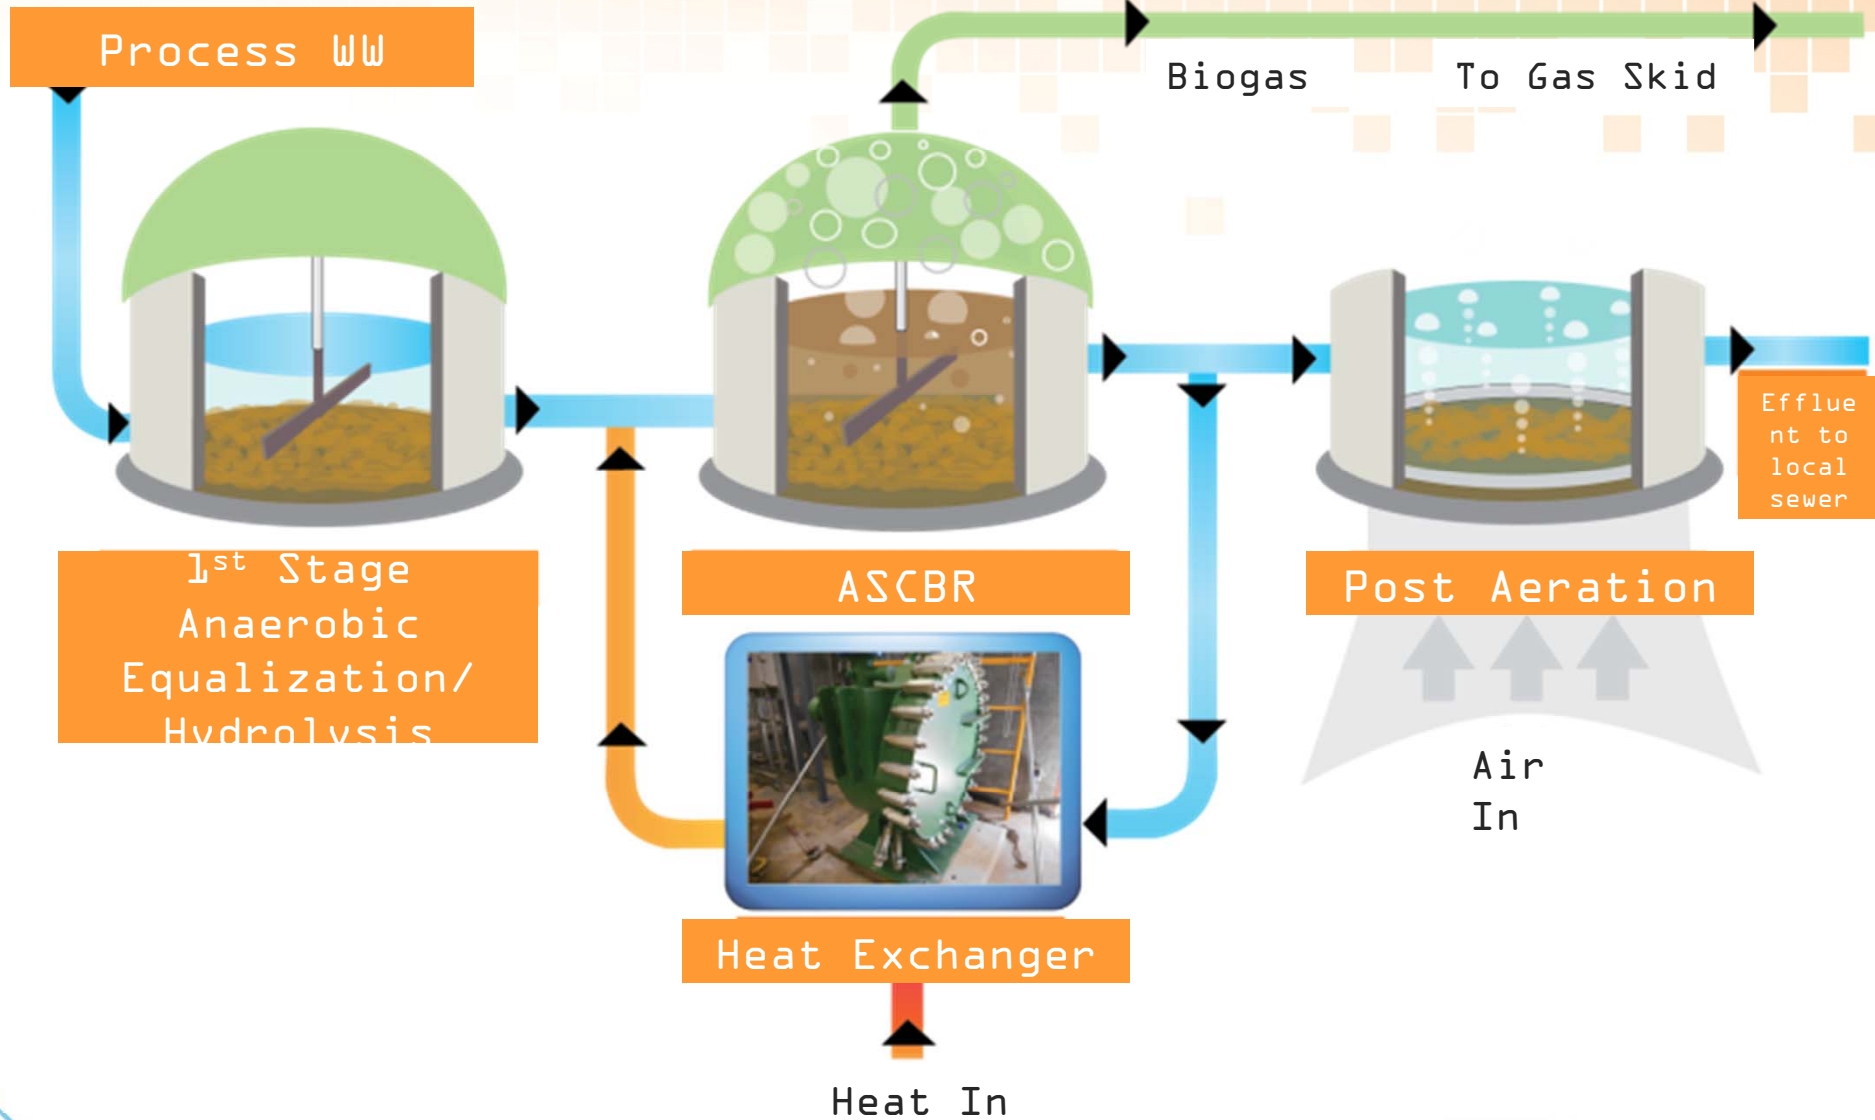 Process WW
Biogas
To Gas Skid
Efflue
nt to
local
sewer
1st Stage
Anaerobic
Equalization/
Hydrolysis
ASCBR
Post Aeration
Air
In
Heat Exchanger
Heat In